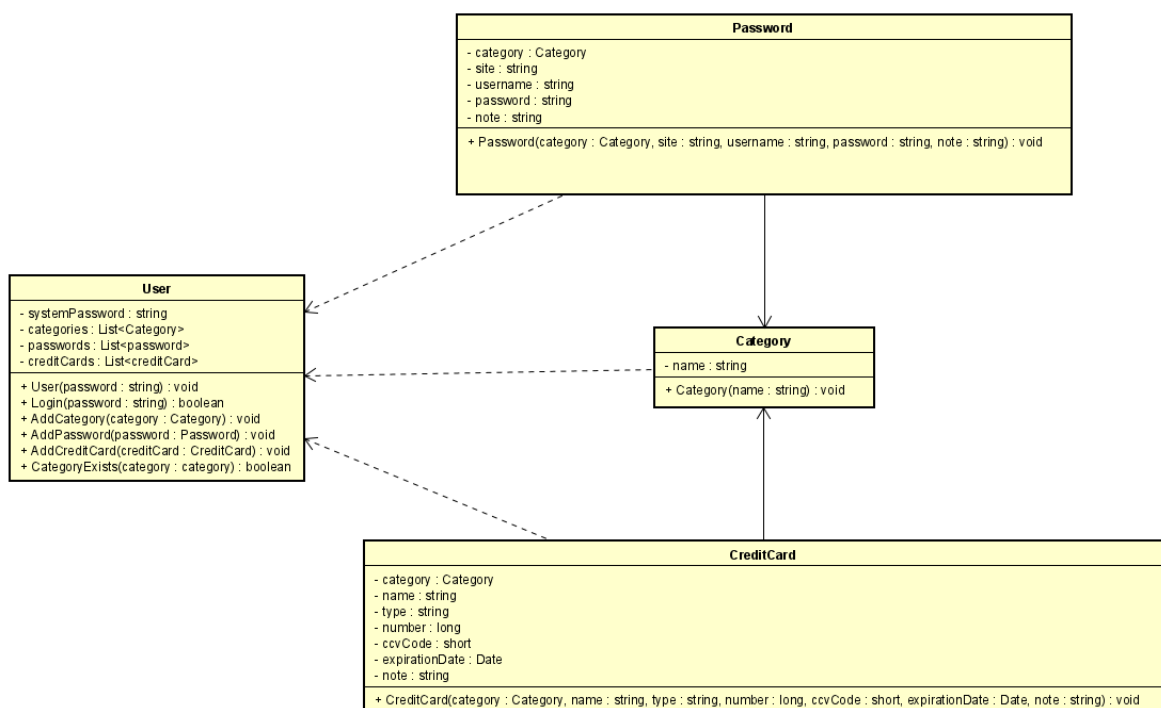 Password
- category : Category
- site : string
- username : string
- password : string
- note : string
+ Password(category : Category, site : string, username : string, password : string, note : string) : void
User
- systemPassword : string
- categories : List<Category>
- passwords : List<password>
- creditCards : List<creditCard>
+ User(password : string) : void
+ Login(password : string) : boolean
+ AddCategory(category : Category) : void
+ AddPassword(password : Password) : void
+ AddCreditCard(creditCard : CreditCard) : void
+ CategoryExists(category : category) : boolean
Category
- name : string
+ Category(name : string) : void
CreditCard
- category : Category
- name : string
- type : string
- number : long
- ccvCode : short
- expirationDate : Date
- note : string
+ CreditCard(category : Category, name : string, type : string, number : long, ccvCode : short, expirationDate : Date, note : string) : void